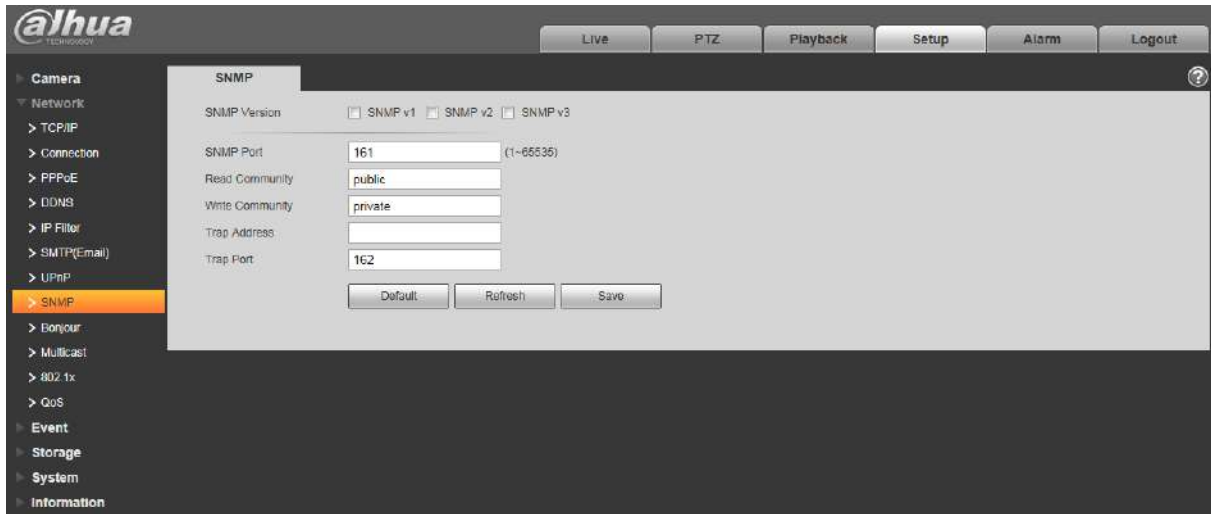 alhua
TECHNOLOGY
Live PTZ Playback Setup Alarm Logout
Camera
Network
> TCP/IP
> Connection
> PPPoE
> DDNS
> IP Filter
> SMTP(Email)
> UPnP
> SNMP
> Bonjour
> Multicast
> 802.1x
> QoS
Event
Storage
System
Information
SNMP
?
SNMP Version SNMP v1 SNMP v2 SNMP v3
SNMP Port 161 (1~65535)
Read Community public
Write Community private
Trap Address
Trap Port 162
Default Refresh Save